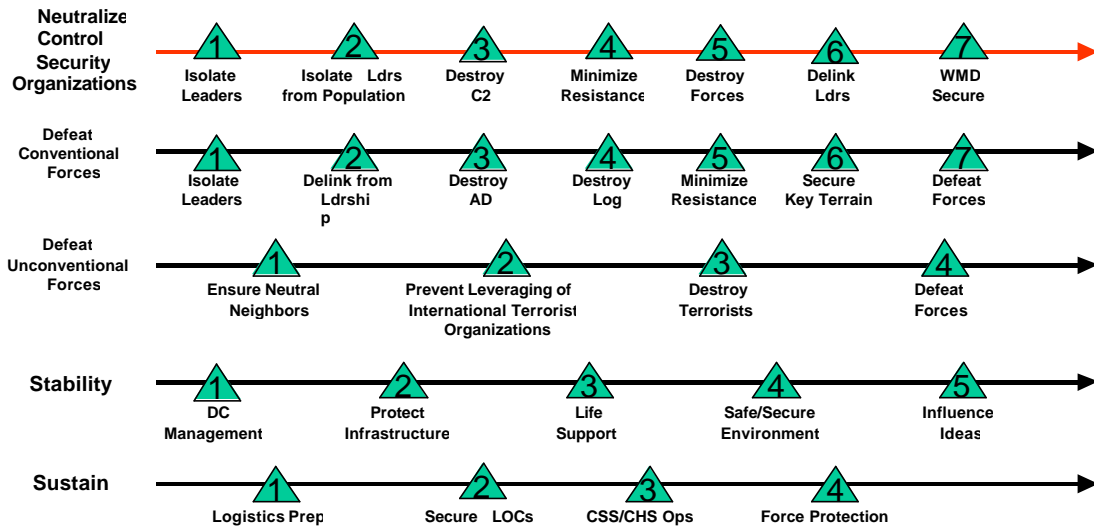 Neutralize
Control
Security
Organizations
1 2 3 4 5 6 7
Isolate Leaders
Isolate Ldrs from Population
Destroy C2
Minimize Resistance
Destroy Forces
Delink Ldrs
WMD Secure
Defeat
Conventional
Forces
1 2 3 4 5 6 7
Isolate Leaders
Delink from Ldrshi p
Destroy AD
Destroy Log
Minimize Resistance
Secure Key Terrain
Defeat Forces
Defeat
Unconventional
Forces
1 2 3 4
Ensure Neutral Neighbors
Prevent Leveraging of International Terrorist Organizations
Destroy Terrorists
Defeat Forces
Stability
1 2 3 4 5
DC Management
Protect Infrastructure
Life Support
Safe/Secure Environment
Influence Ideas
Sustain
1 2 3 4
Logistics Prep
Secure LOCs
CSS/CHS Ops
Force Protection